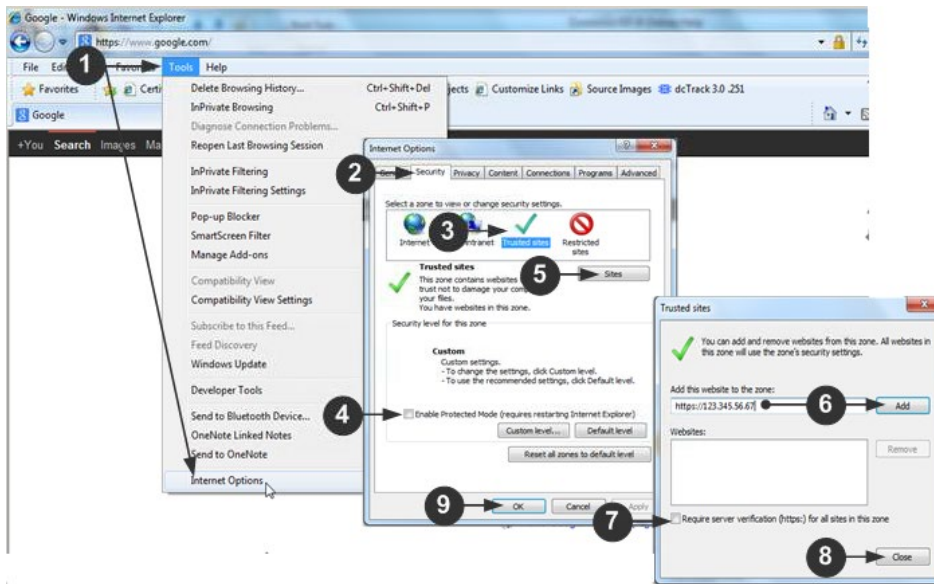 Google - Windows Internet Explorer
https://www.google.com/
File Edit Favorites Tools Help
Favorites Customize Links Source Images dcTrack 3.0 .251
Google
+You Search Images
1
Delete Browsing History... Ctrl+Shift+Del
InPrivate Browsing Ctrl+Shift+P
Diagnose Connection Problems...
Reopen Last Browsing Session
InPrivate Filtering
InPrivate Filtering Settings
Pop-up Blocker
SmartScreen Filter
Manage Add-ons
Compatibility View
Compatibility View Settings
Subscribe to this Feed...
Feed Discovery
Windows Update
Developer Tools
Send to Bluetooth Device...
OneNote Linked Notes
Send to OneNote
Internet Options
Internet Options
2
Security Privacy Content Connections Programs Advanced
Select a zone to view or change security settings.
3
Internet Trusted sites Restricted
sites
Trusted sites
5
Sites
This zone contains websites
trust not to damage your
your files.
You have websites in this zone.
Security level for this zone
Custom
Custom settings.
- To change the settings, click Custom level.
- To use the recommended settings, click Default level.
4
Enable Protected Mode (requires restarting Internet Explorer)
Custom level... Default level
Reset all zones to default level
9
OK Cancel Apply
Trusted sites
You can add and remove websites from this zone. All websites in
this zone will use the zone's security settings.
Add this website to the zone:
https://123.345.56.67
6
Add
Websites:
Remove
7
Require server verification (https:) for all sites in this zone
8
Close